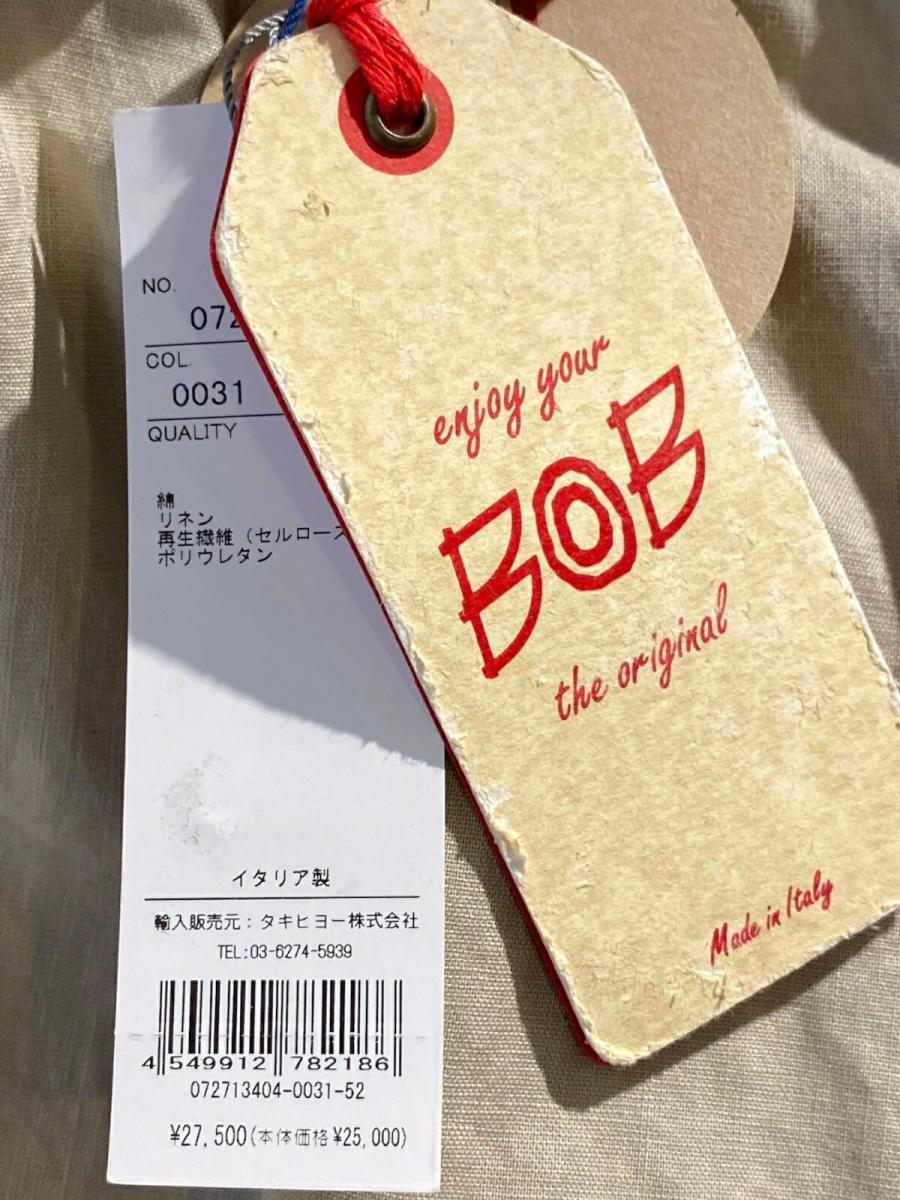 NO.
072
COL.
0031
QUALITY
綿
リネン
再生繊維（セルロース
ポリウレタン
イタリア製
輸入販売元：タキヒヨー株式会社
TEL:03-6274-5939
4 549912 782186
072713404-0031-52
¥27,500(本体価格¥25,000)
enjoy your
BOB
the original
Made in Italy